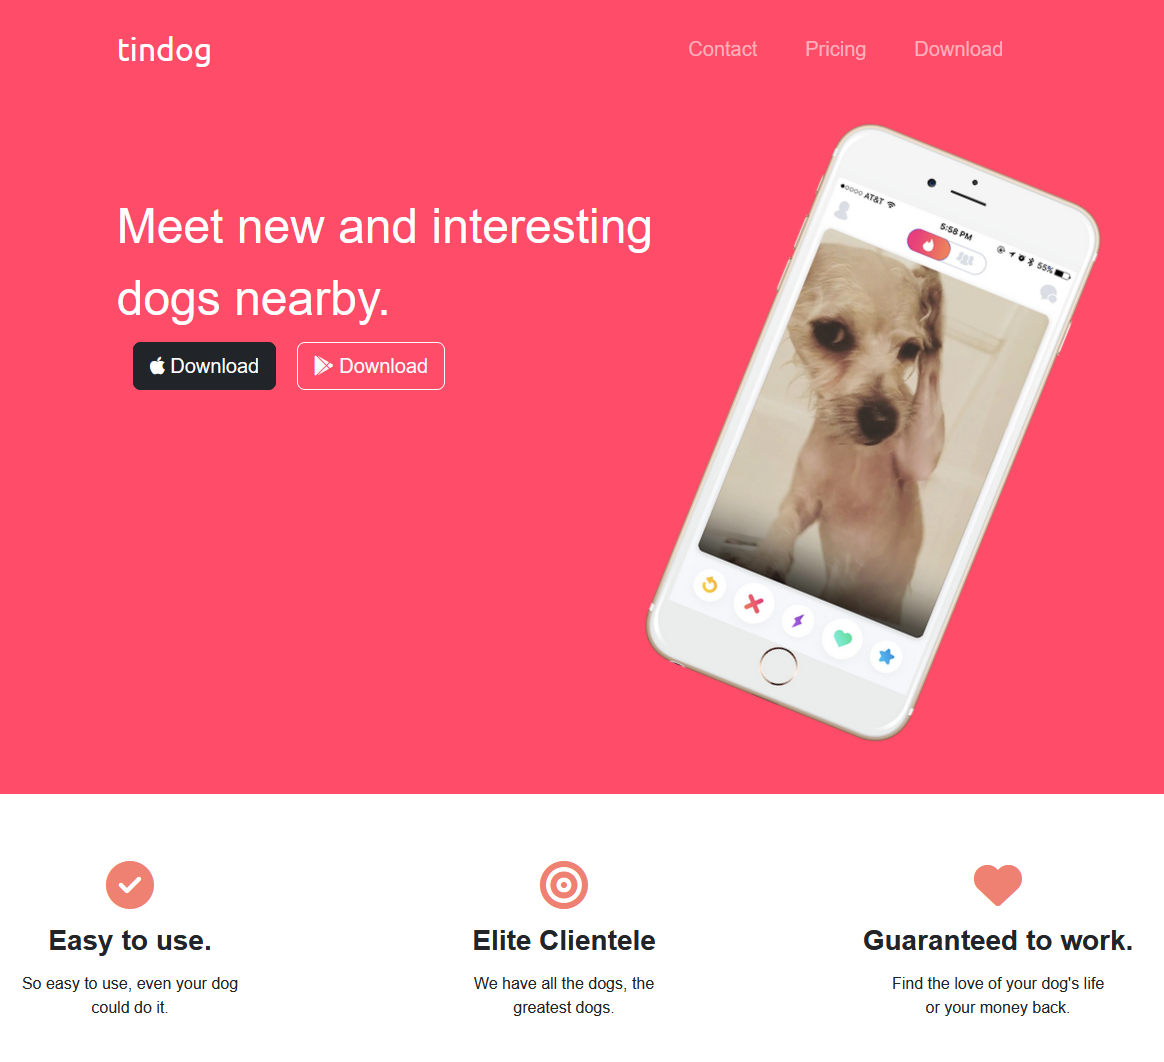 tindog
Contact Pricing Download
Meet new and interesting
dogs nearby.
Download Download
AT&T
5:58 PM
55%
Easy to use.
So easy to use, even your dog
could do it.
Elite Clientele
We have all the dogs, the
greatest dogs.
Guaranteed to work.
Find the love of your dog's life
or your money back.